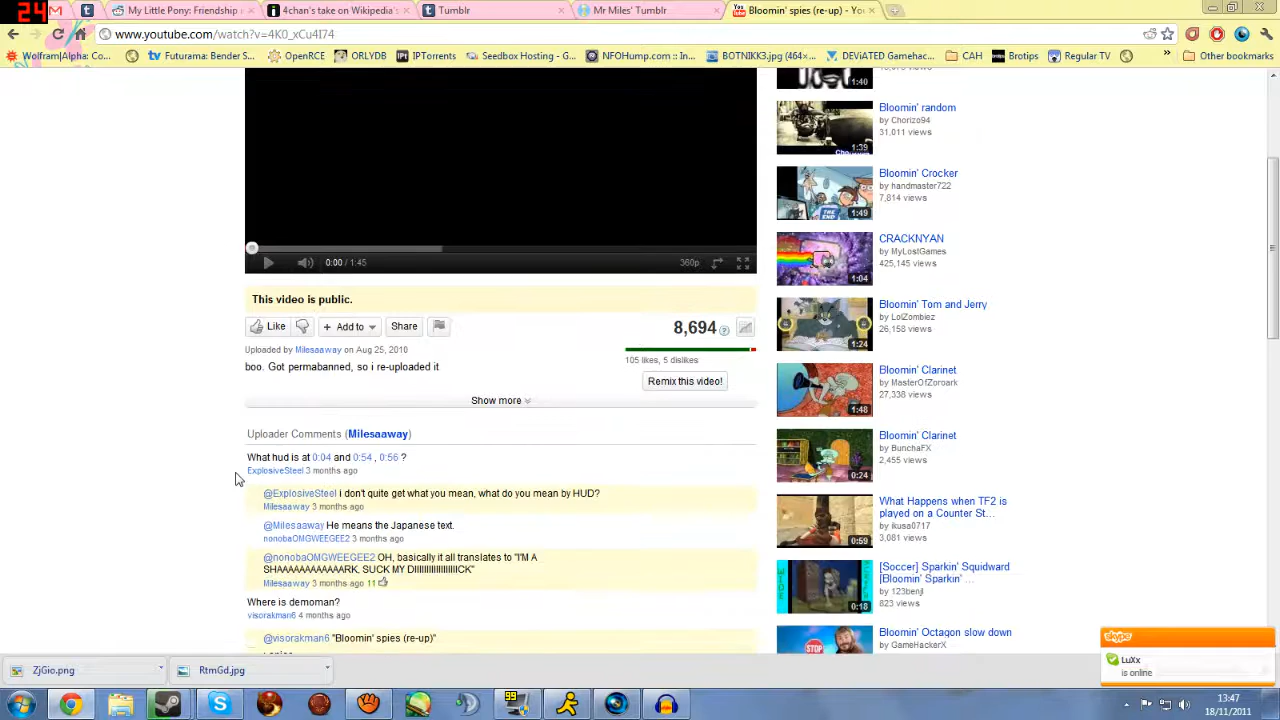 24
My Little Pony: Friendship
4chan's take on Wikipedia's
Tumblr
Mr Miles' Tumblr
Bloomin' spies (re-up) - Yo
www.youtube.com/watch?v=4K0_xCu4I74
Wolfram|Alpha: Com...
Futurama: Bender S...
OpenRCE
ORLYDB
IPTorrents
Seedbox Hosting - G...
NFOHump.com :: In...
BOTNIKK3.jpg (464×...
DEViATED Gamehac...
CAH
Brotips
Regular TV
Other bookmarks
1:40
Bloomin' random
by Chorizo94
31,011 views
1:39
Bloomin' Crocker
by handmaster722
7,814 views
THE END
1:49
CRACKNYAN
by MyLostGames
425,145 views
1:04
Bloomin' Tom and Jerry
by LolZombiez
26,158 views
1:24
Bloomin' Clarinet
by MasterOfZoroark
27,338 views
1:48
Bloomin' Clarinet
by BunchaFX
2,455 views
0:24
What Happens when TF2 is
played on a Counter St...
by ikusa0717
3,081 views
0:59
[Soccer] Sparkin' Squidward
[Bloomin' Sparkin' ...
by 123benjl
823 views
0:18
Bloomin' Octagon slow down
by GameHackerX
STOP
0:00 / 1:45
360p
This video is public.
Like
Add to
Share
8,694
Uploaded by Milesaaway on Aug 25, 2010
105 likes, 5 dislikes
boo. Got permabanned, so i re-uploaded it
Remix this video!
Show more
Uploader Comments (Milesaaway)
What hud is at 0:04 and 0:54 , 0:56 ?
ExplosiveSteel 3 months ago
@ExplosiveSteel i don't quite get what you mean, what do you mean by HUD?
Milesaaway 3 months ago
@Milesaaway He means the Japanese text.
nonobaOMGWEEGEE2 3 months ago
@nonobaOMGWEEGEE2 OH, basically it all translates to "I'M A
SHAAAAAAAAAAARK, SUCK MY DIIIIIIIIIIIIIIIIICK"
Milesaaway 3 months ago 11
Where is demoman?
visorakman6 4 months ago
@visorakman6 "Bloomin' spies (re-up)"
skype
LuXx
is online
ZjGio.png
RtmGd.jpg
99
13:47
18/11/2011